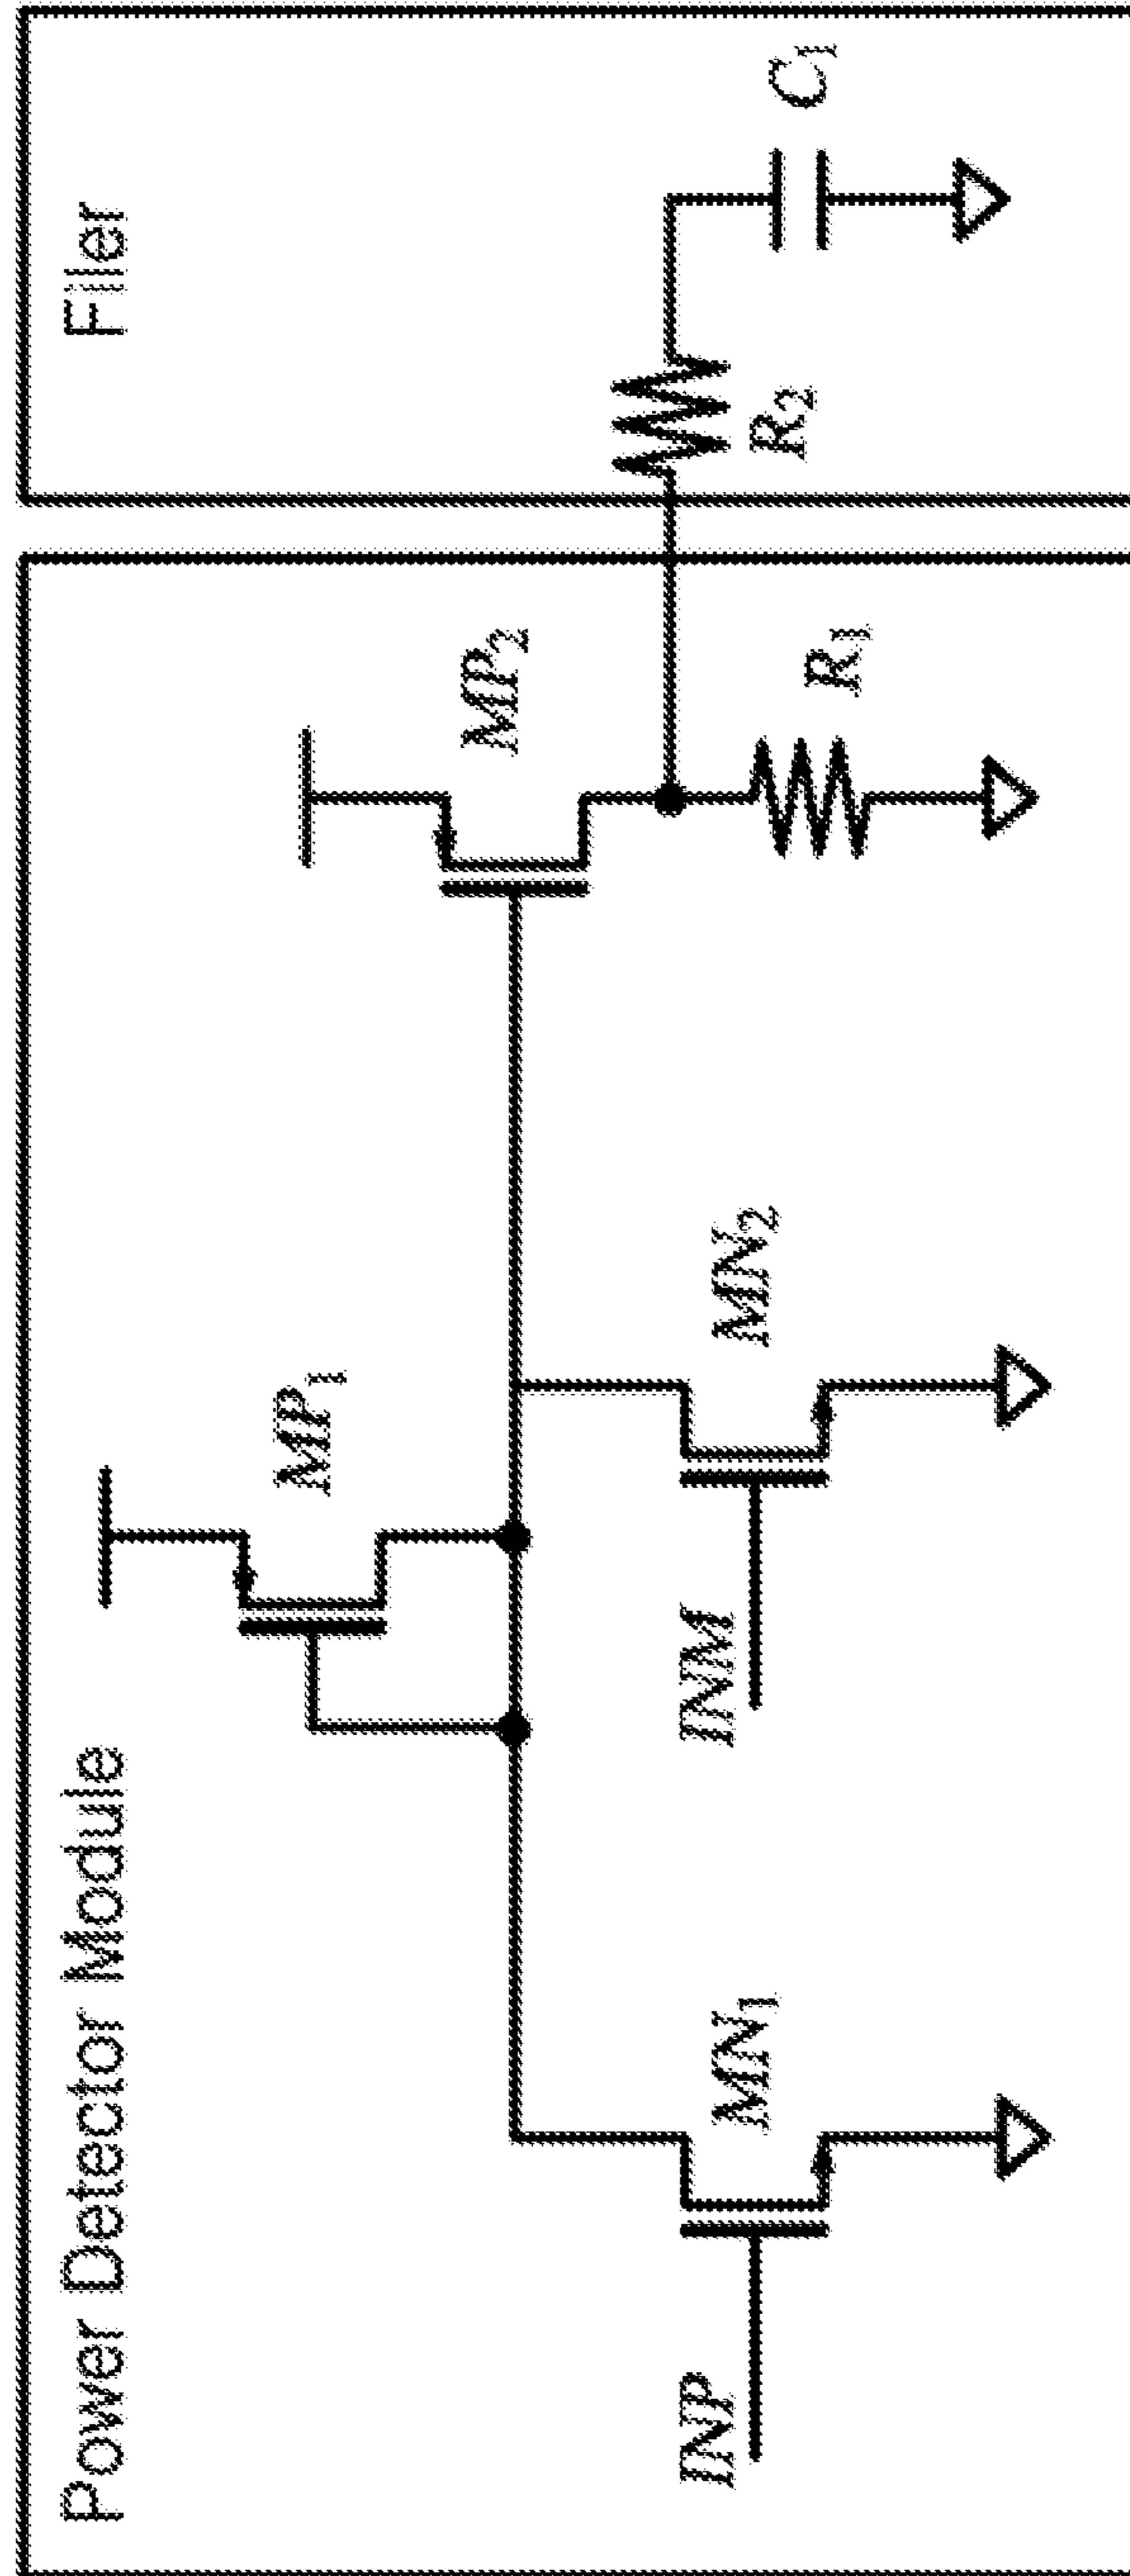 Power Detector Module
Filer
MP₁
MP₂
INP
MN₁
INM
MN₂
R₁
R₂
C₁